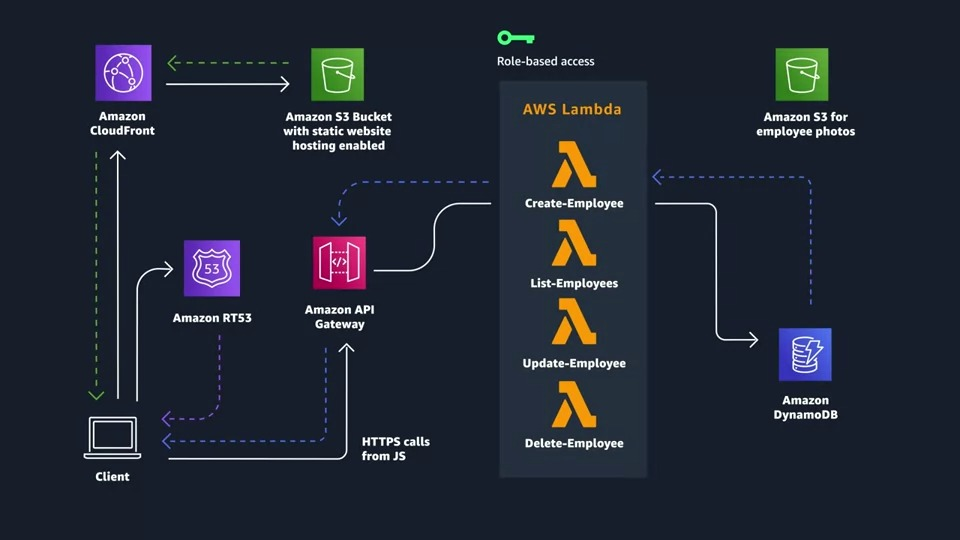 Role-based access
Amazon
CloudFront
Amazon S3 Bucket
with static website
hosting enabled
AWS Lambda
Amazon S3 for
employee photos
Create-Employee
53
</>
Amazon RT53
Amazon API
Gateway
List-Employees
Update-Employee
Amazon
DynamoDB
Delete-Employee
HTTPS calls
from JS
Client